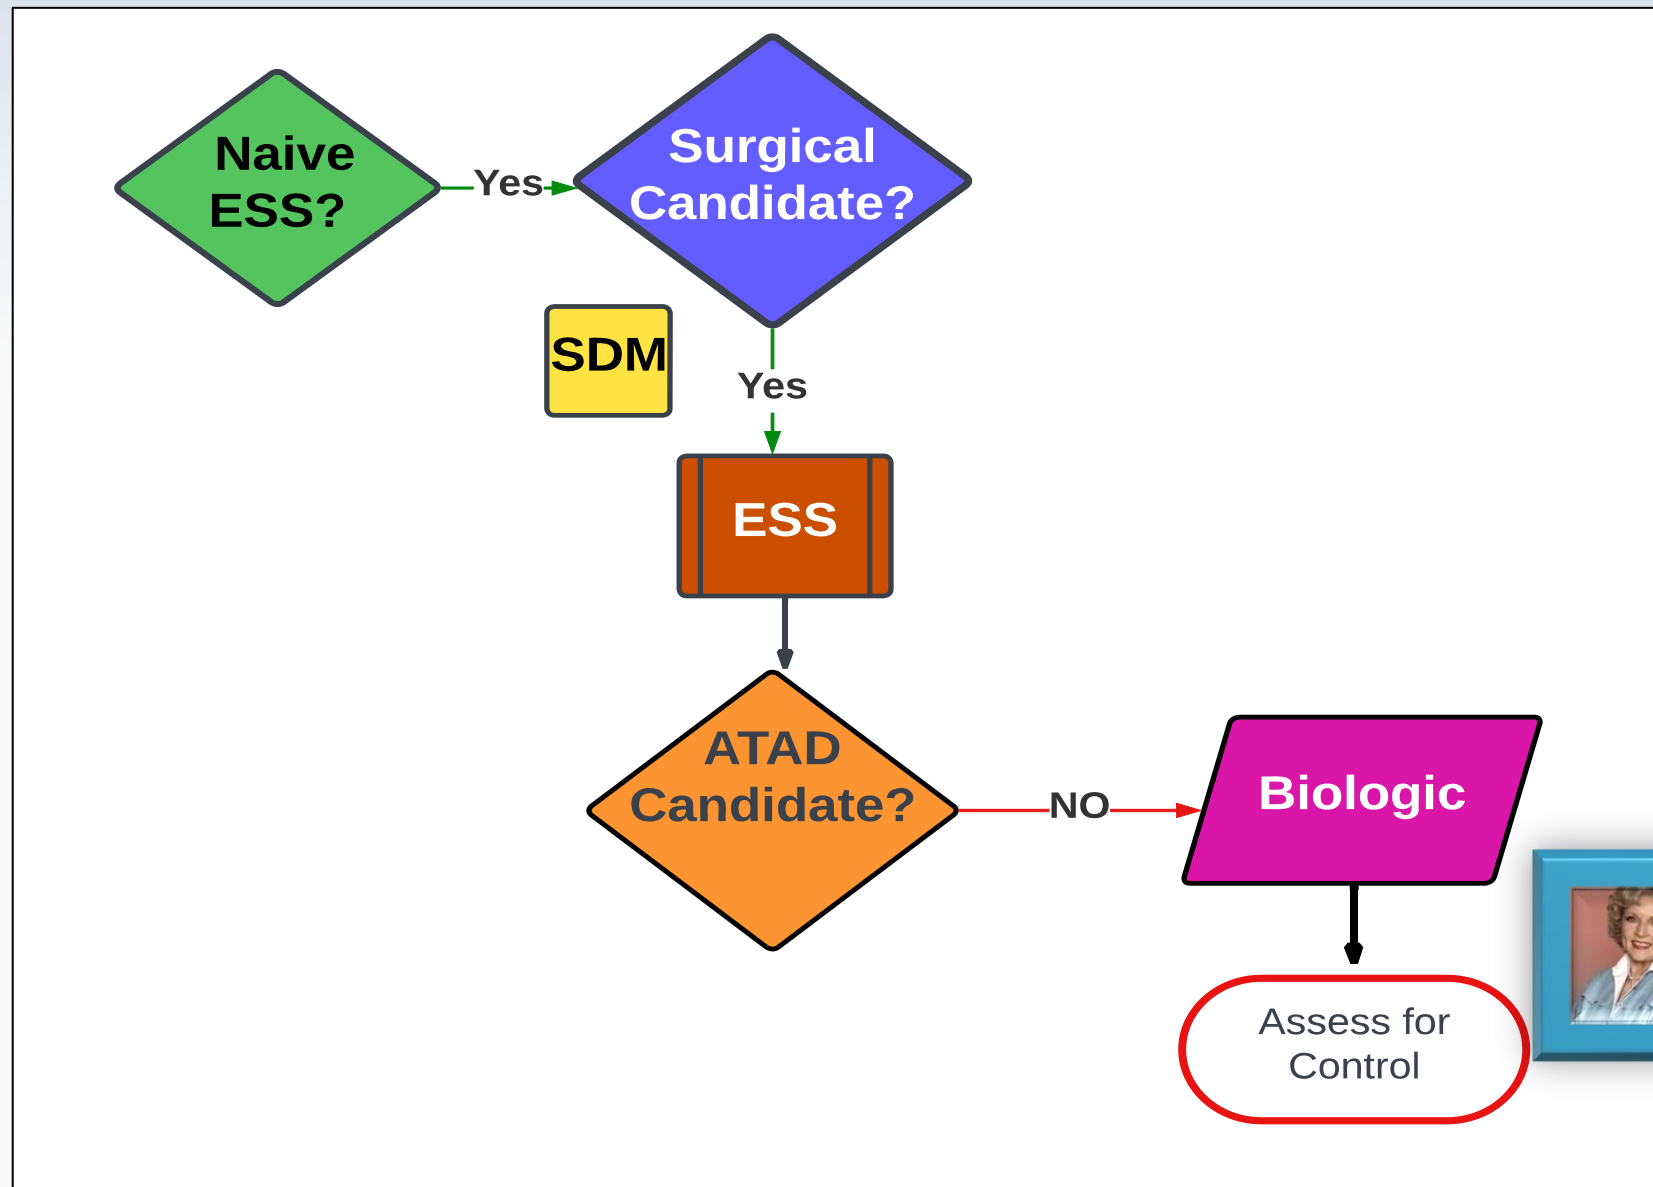 Naive
ESS?
Yes
Surgical
Candidate?
SDM
Yes
ESS
ATAD
Candidate?
NO
Biologic
Assess for
Control